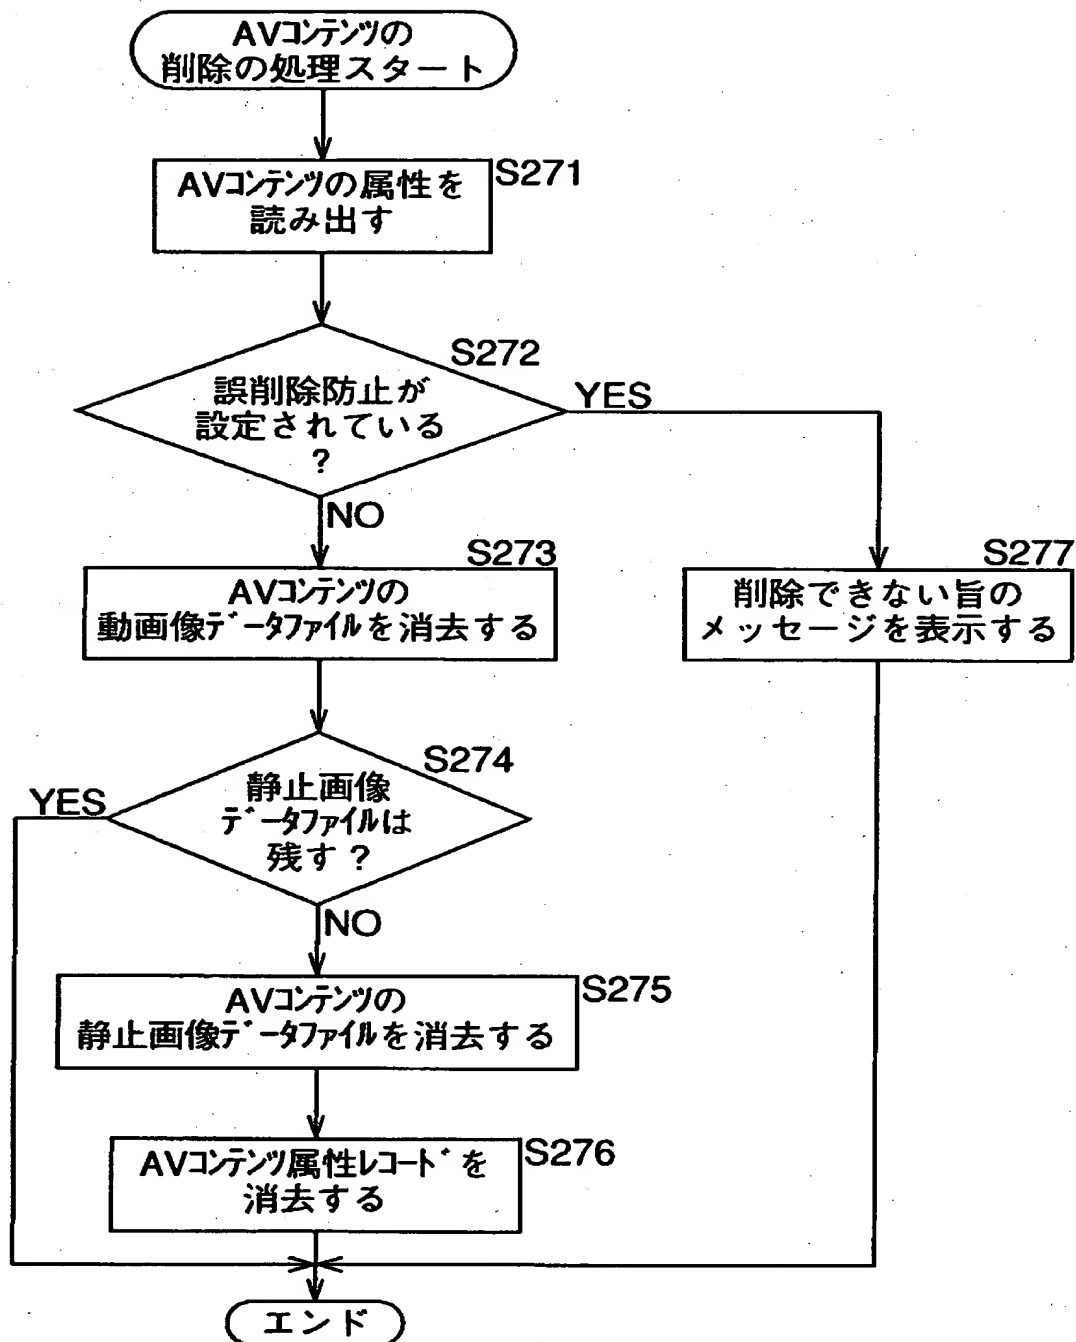 AVコンテンツの
削除の処理スタート
AVコンテンツの属性を
読み出す
S271
S272
誤削除防止が
設定されている
?
YES
NO
S273
AVコンテンツの
動画像データファイルを消去する
S277
削除できない旨の
メッセージを表示する
S274
静止画像
データファイルは
残す?
YES
NO
S275
AVコンテンツの
静止画像データファイルを消去する
S276
AVコンテンツ属性レコードを
消去する
エンド